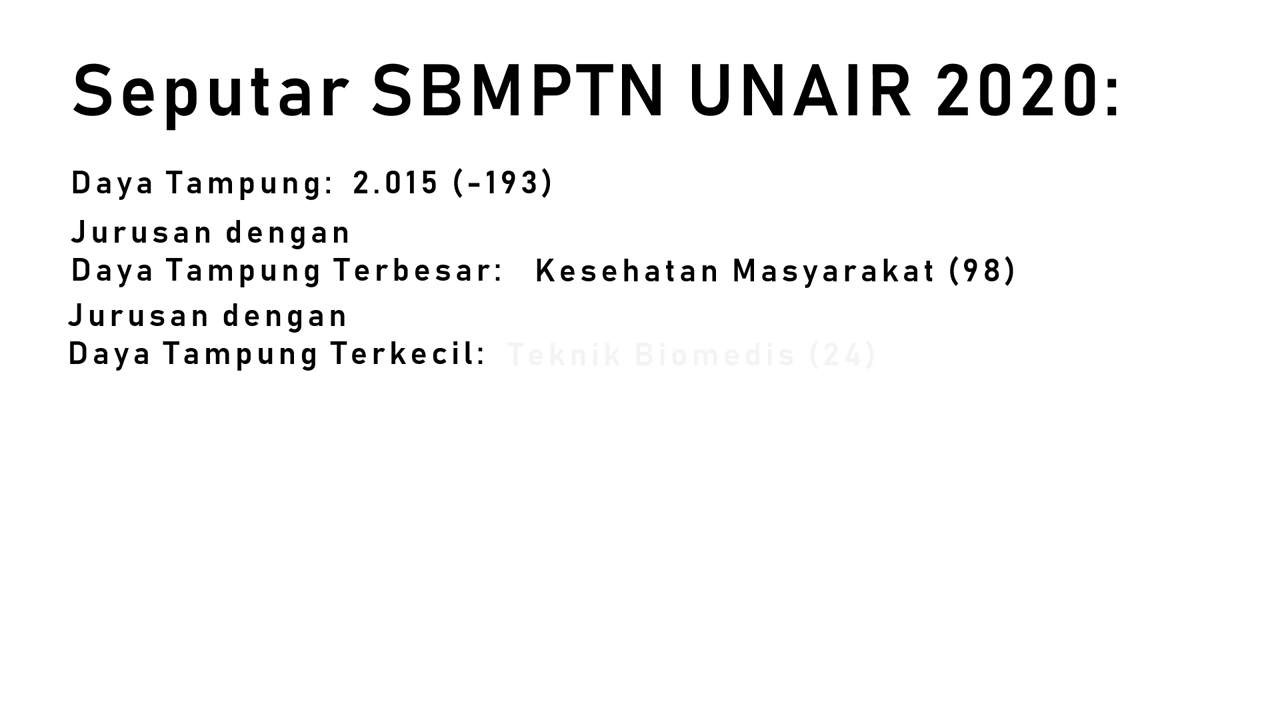 Seputar SBMPTN UNAIR 2020:
Daya Tampung: 2.015 (-193)
Jurusan dengan
Daya Tampung Terbesar: Kesehatan Masyarakat (98)
Jurusan dengan
Daya Tampung Terkecil: Teknik Biomedis (24)